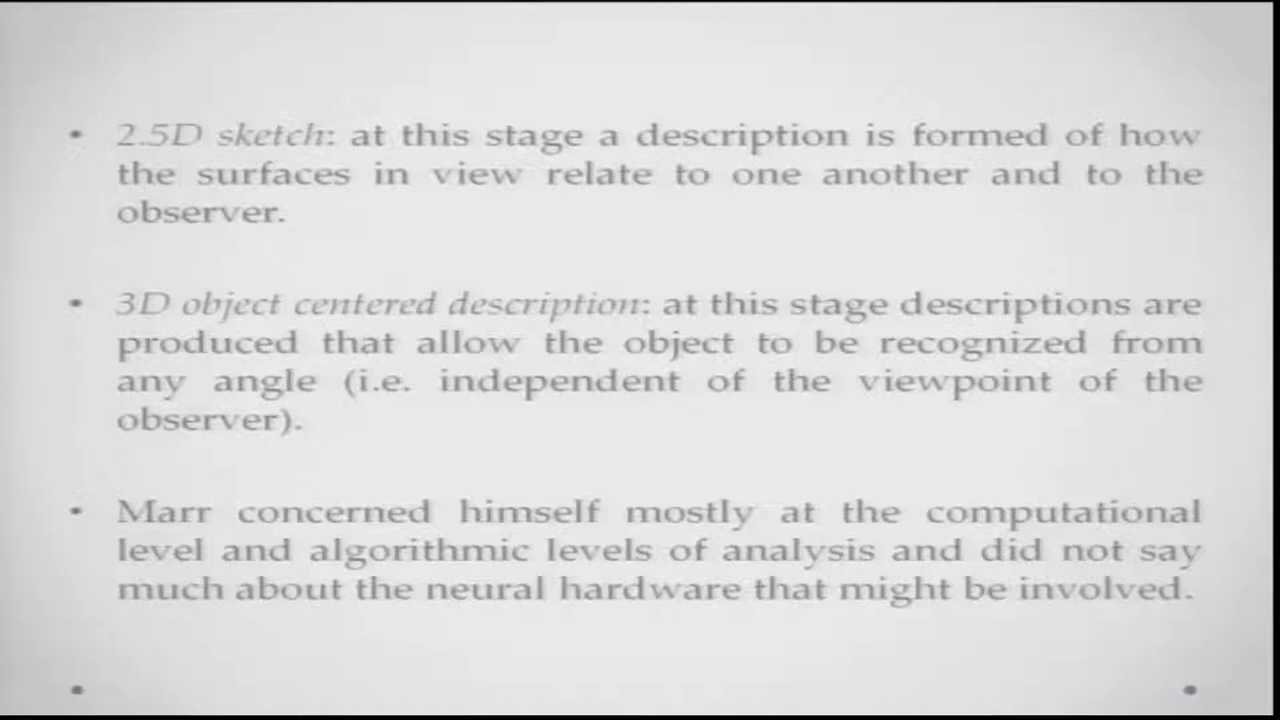 • 2.5D sketch: at this stage a description is formed of how
the surfaces in view relate to one another and to the
observer.
• 3D object centered description: at this stage descriptions are
produced that allow the object to be recognized from
any angle (i.e. independent of the viewpoint of the
observer).
• Marr concerned himself mostly at the computational
level and algorithmic levels of analysis and did not say
much about the neural hardware that might be involved.